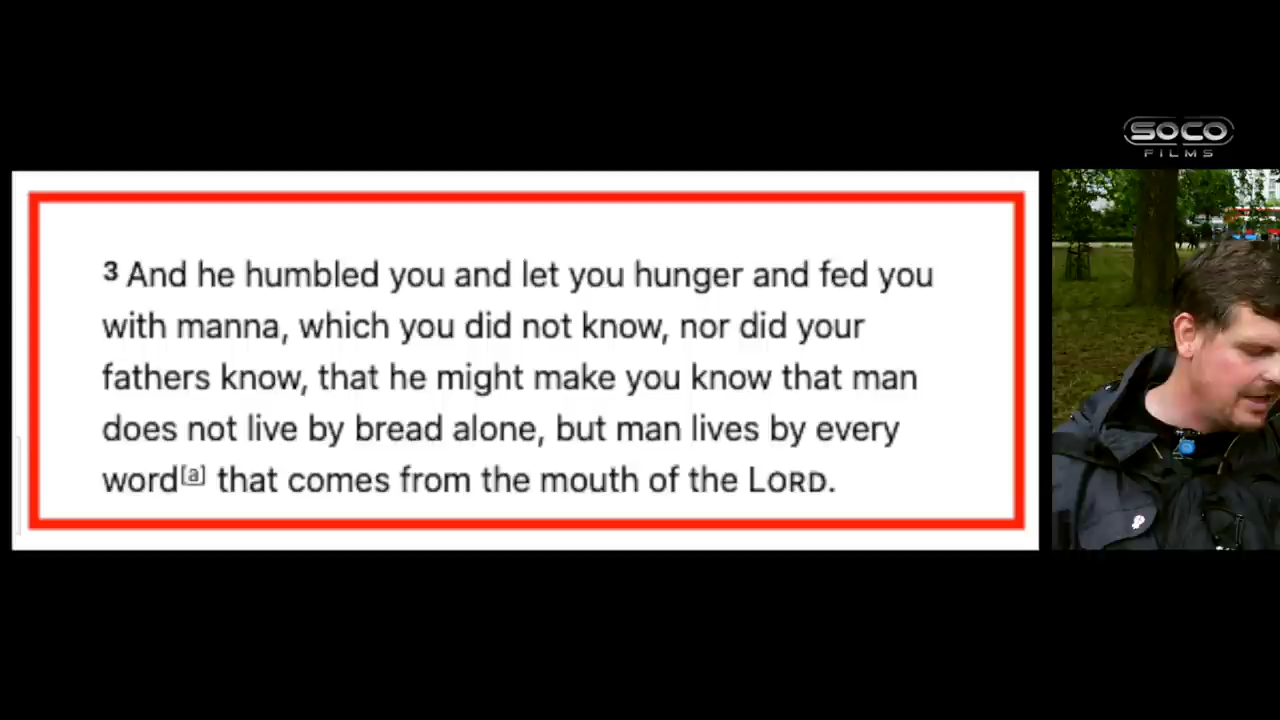 SOCO
FILMS
3 And he humbled you and let you hunger and fed you
with manna, which you did not know, nor did your
fathers know, that he might make you know that man
does not live by bread alone, but man lives by every
word[a] that comes from the mouth of the LORD.